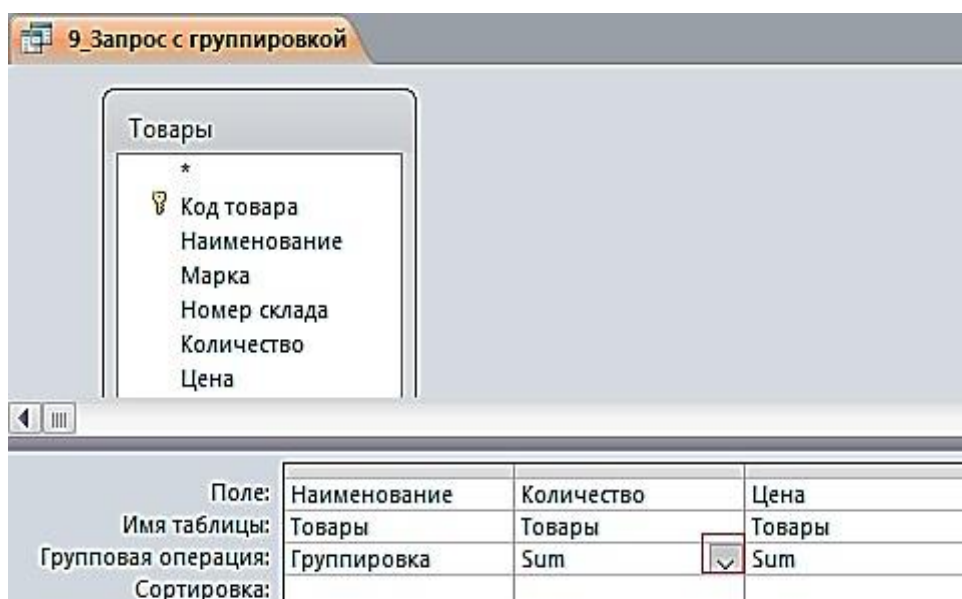 9_Запрос с группировкой
Товары
*
Код товара
Наименование
Марка
Номер склада
Количество
Цена
Поле: Наименование Количество Цена
Имя таблицы: Товары Товары Товары
Групповая операция: Группировка Sum Sum
Сортировка: